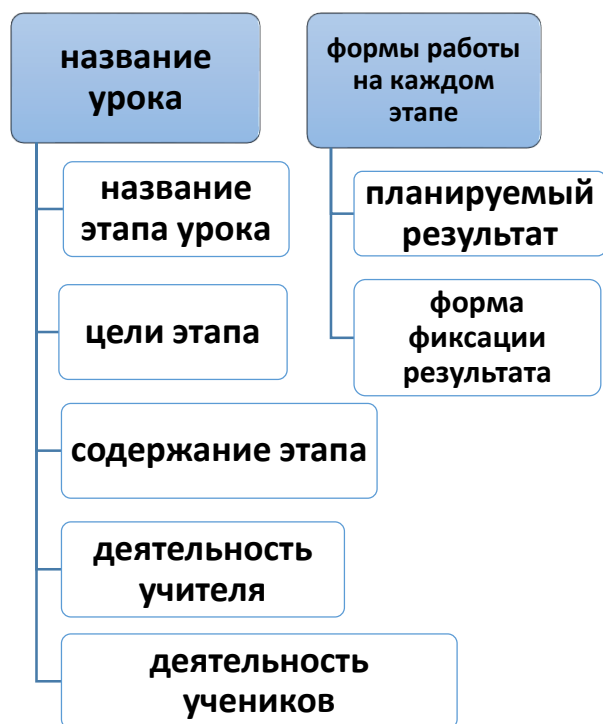 название
урока
название
этапа урока
цели этапа
содержание этапа
деятельность
учителя
деятельность
учеников
формы работы
на каждом
этапе
планируемый
результат
форма
фиксации
результата